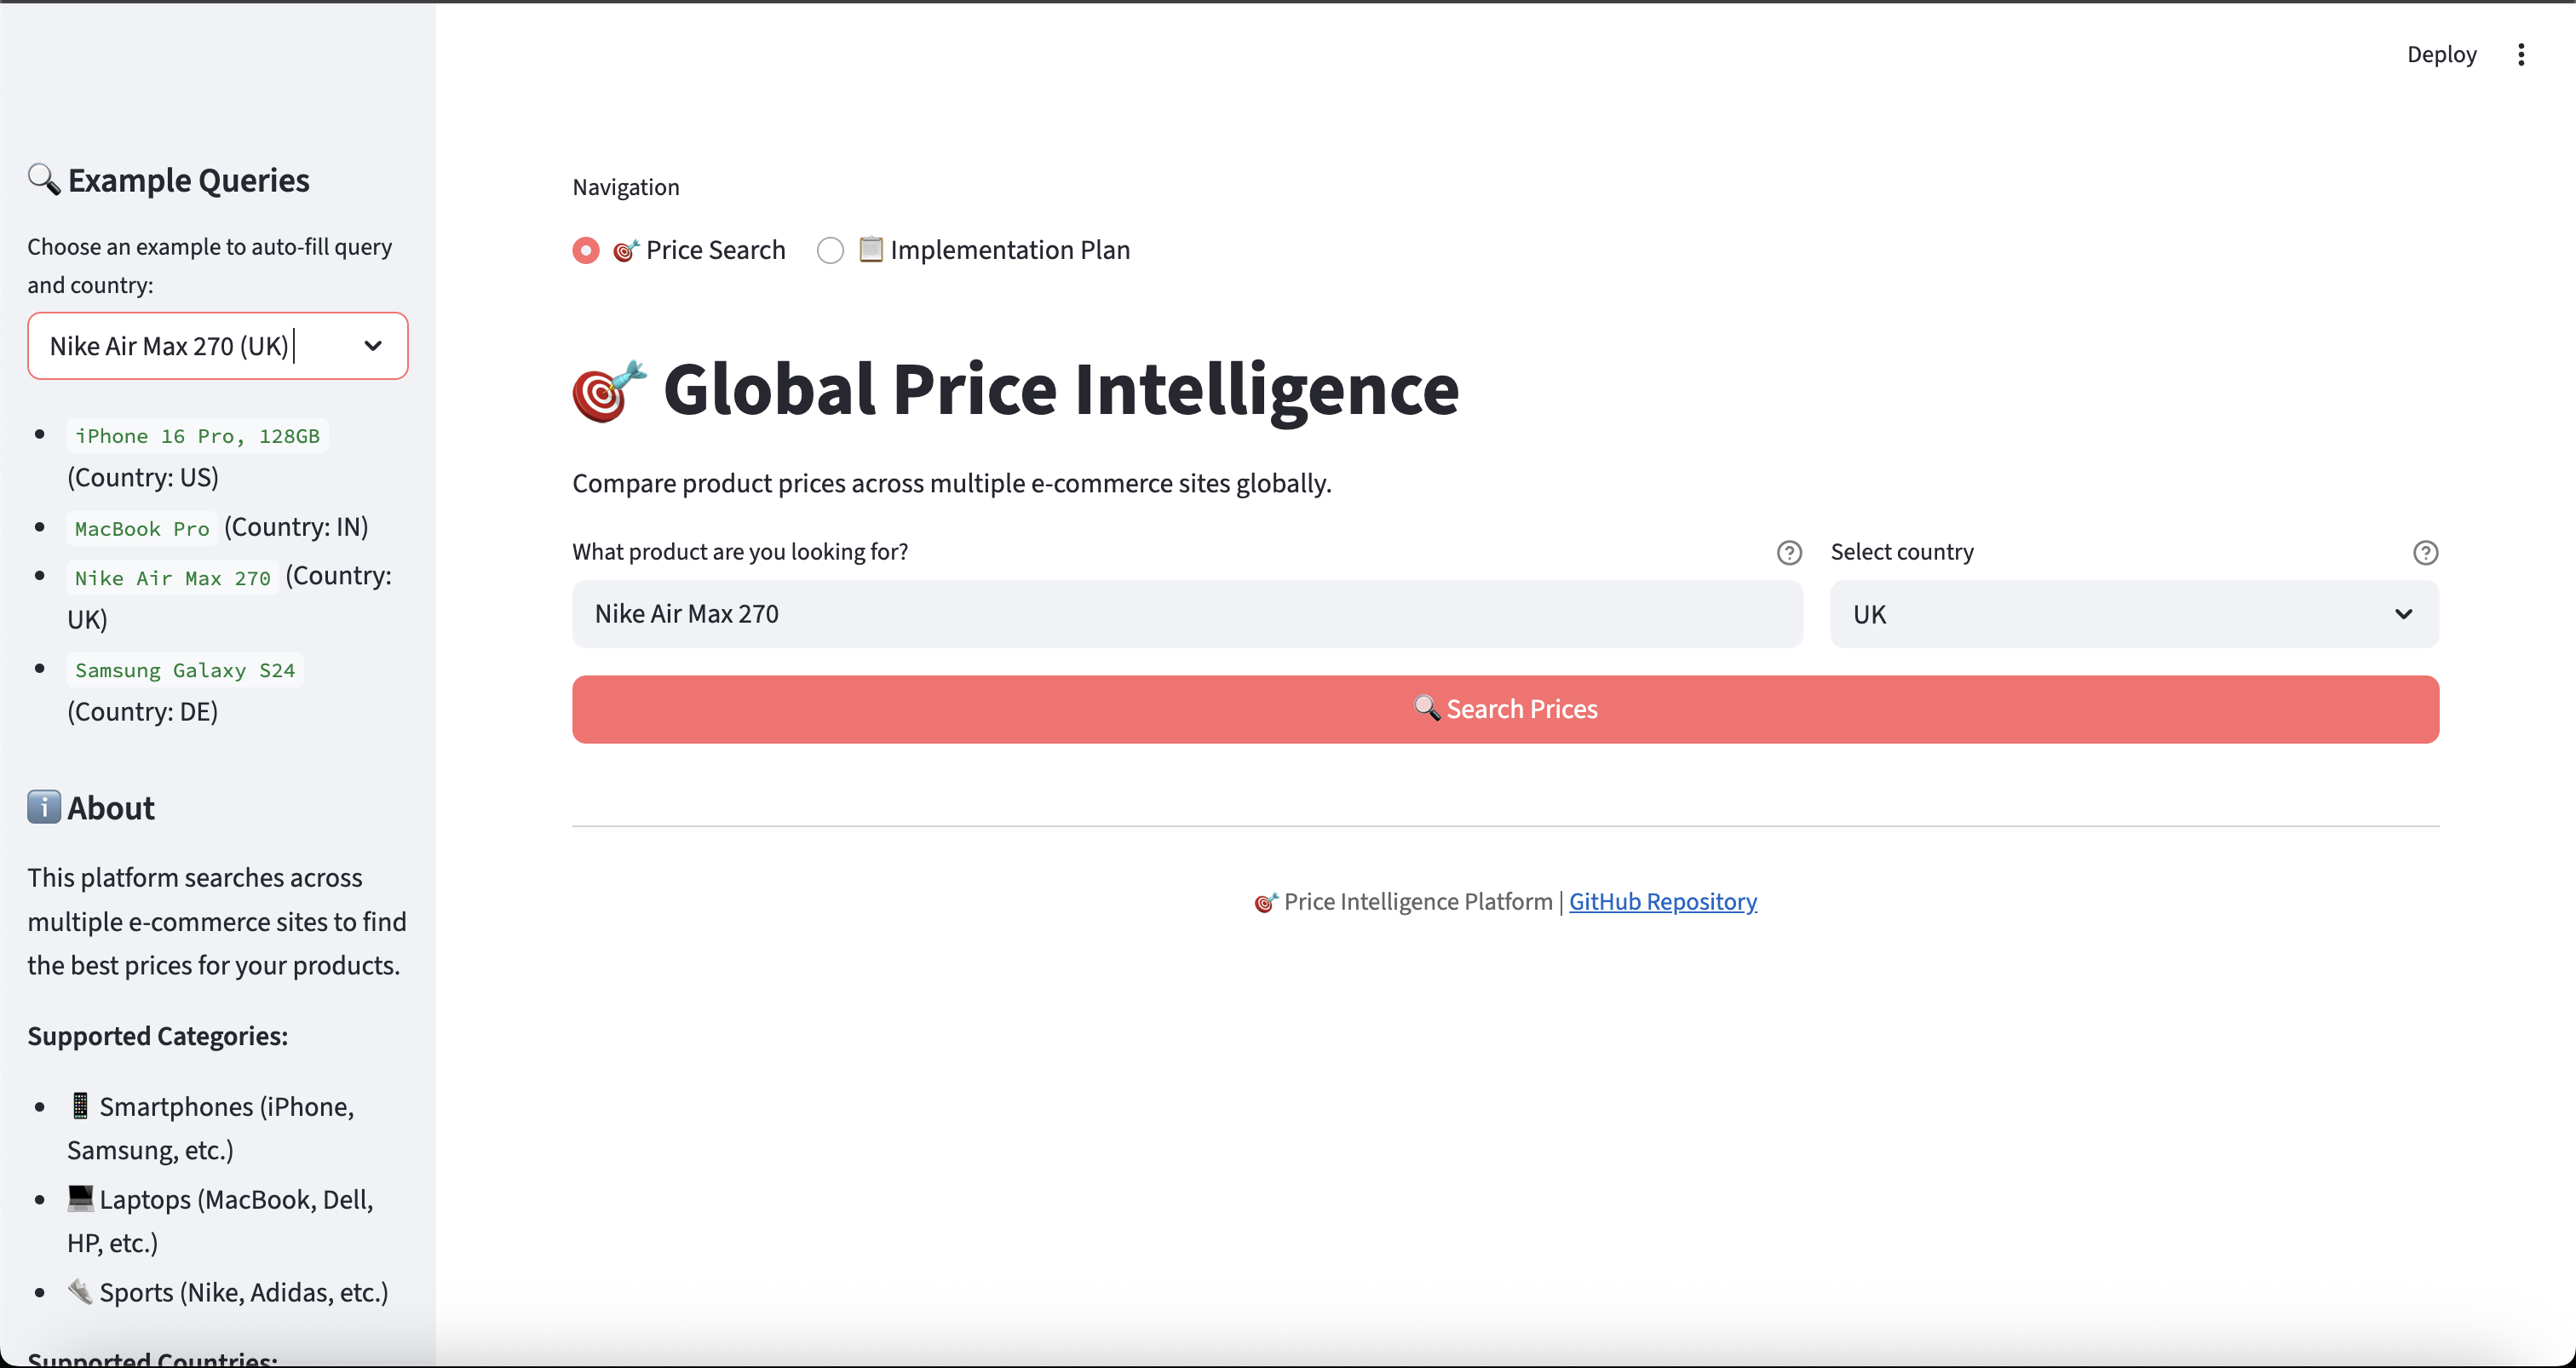 Deploy
🔍 Example Queries
Choose an example to auto-fill query
and country:
Nike Air Max 270 (UK)
iPhone 16 Pro, 128GB
(Country: US)
MacBook Pro (Country: IN)
Nike Air Max 270 (Country:
UK)
Samsung Galaxy S24
(Country: DE)
ℹ️ About
This platform searches across
multiple e-commerce sites to find
the best prices for your products.
Supported Categories:
Smartphones (iPhone,
Samsung, etc.)
Laptops (MacBook, Dell,
HP, etc.)
Sports (Nike, Adidas, etc.)
Supported Countries:
Navigation
Price Search
Implementation Plan
Global Price Intelligence
Compare product prices across multiple e-commerce sites globally.
What product are you looking for?
Select country
Nike Air Max 270
UK
Search Prices
Price Intelligence Platform | GitHub Repository